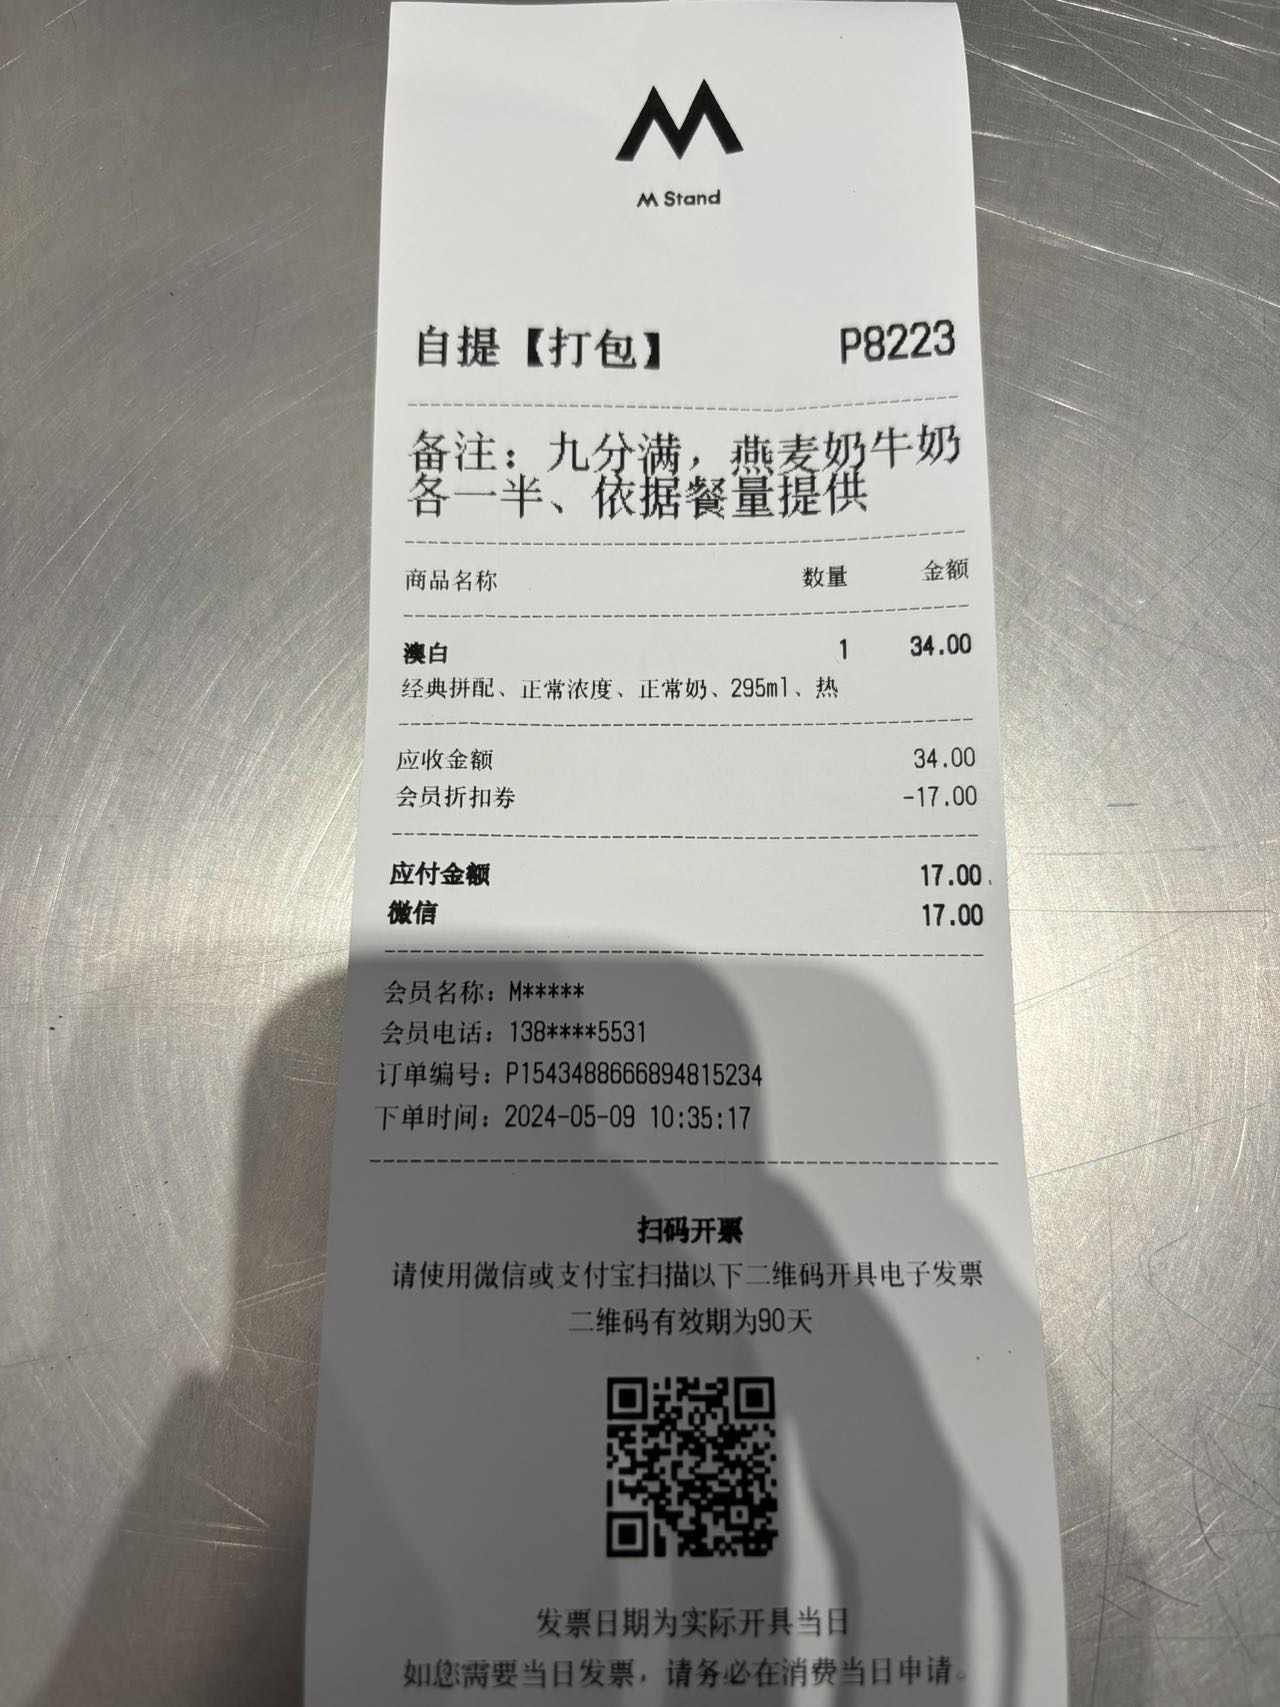 M Stand
自提【打包】 P8223
备注：九分满，燕麦奶牛奶
各一半、依据餐量提供
商品名称 数量 金额
澳白 1 34.00
经典拼配、正常浓度、正常奶、295ml、热
应收金额 34.00
会员折扣券 -17.00
应付金额 17.00
微信 17.00
会员名称：M*****
会员电话：138****5531
订单编号：P1543488666894815234
下单时间：2024-05-09 10:35:17
扫码开票
请使用微信或支付宝扫描以下二维码开具电子发票
二维码有效期为90天
发票日期为实际开具当日
如您需要当日发票，请务必在消费当日申请。